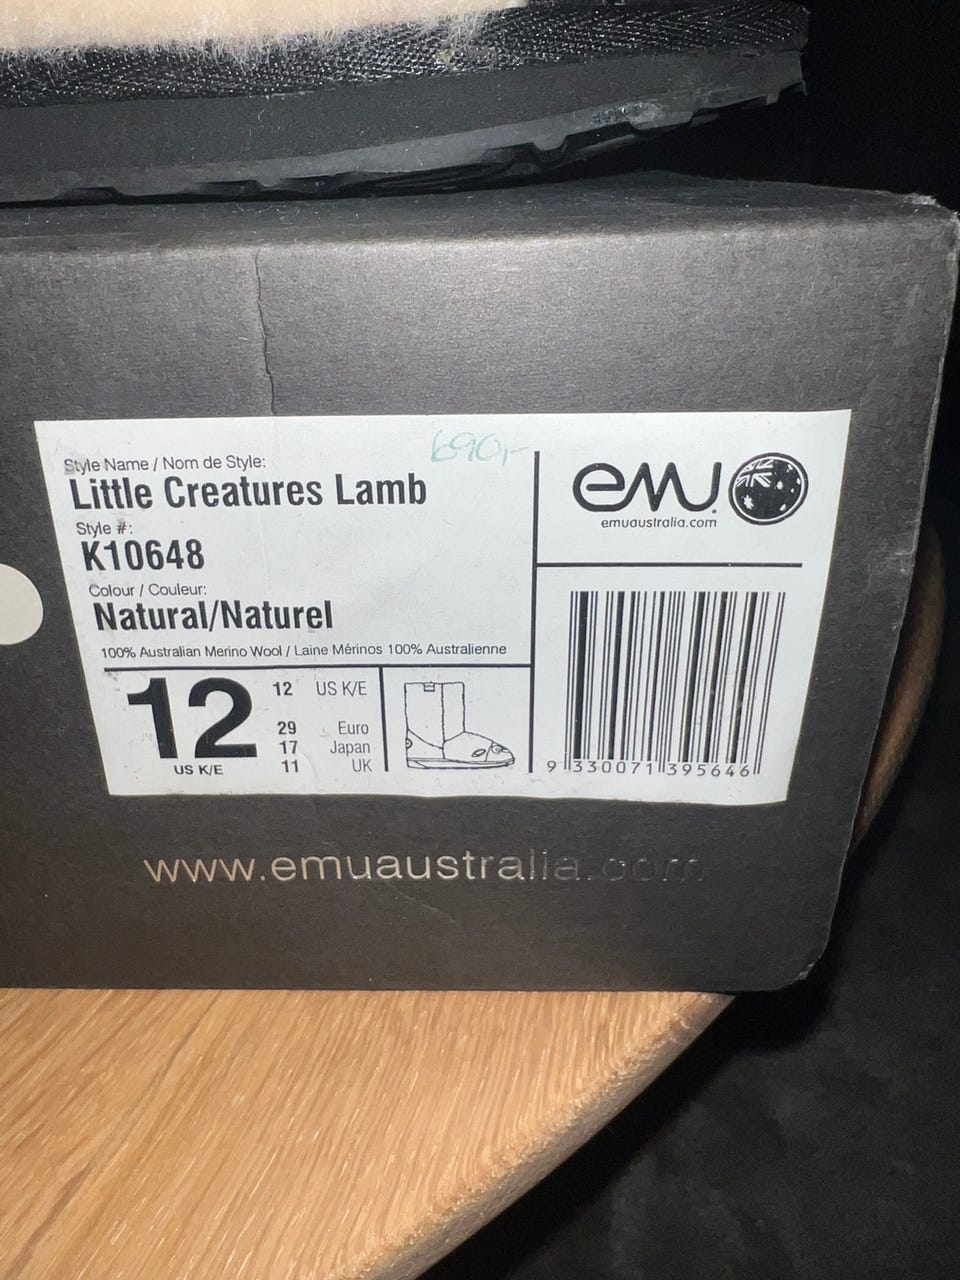 690,-
Style Name / Nom de Style:
Little Creatures Lamb
Style #:
K10648
Colour / Couleur:
Natural/Naturel
100% Australian Merino Wool / Laine Mérinos 100% Australienne
12
US K/E
12 US K/E
29 Euro
17 Japan
11 UK
emu
emuaustralia.com
9 330071 395646
www.emuaustralia.com